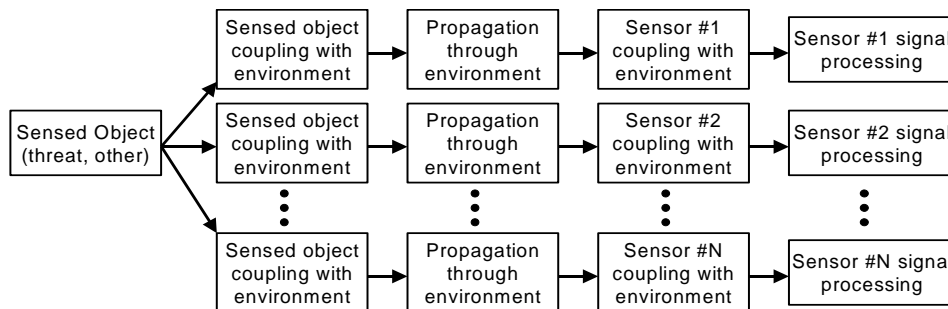 Sensed object
coupling with
environment
Propagation
through
environment
Sensor #1
coupling with
environment
Sensor #1 signal
processing
Sensed Object
(threat, other)
Sensed object
coupling with
environment
Propagation
through
environment
Sensor #2
coupling with
environment
Sensor #2 signal
processing
Sensed object
coupling with
environment
Propagation
through
environment
Sensor #N
coupling with
environment
Sensor #N signal
processing